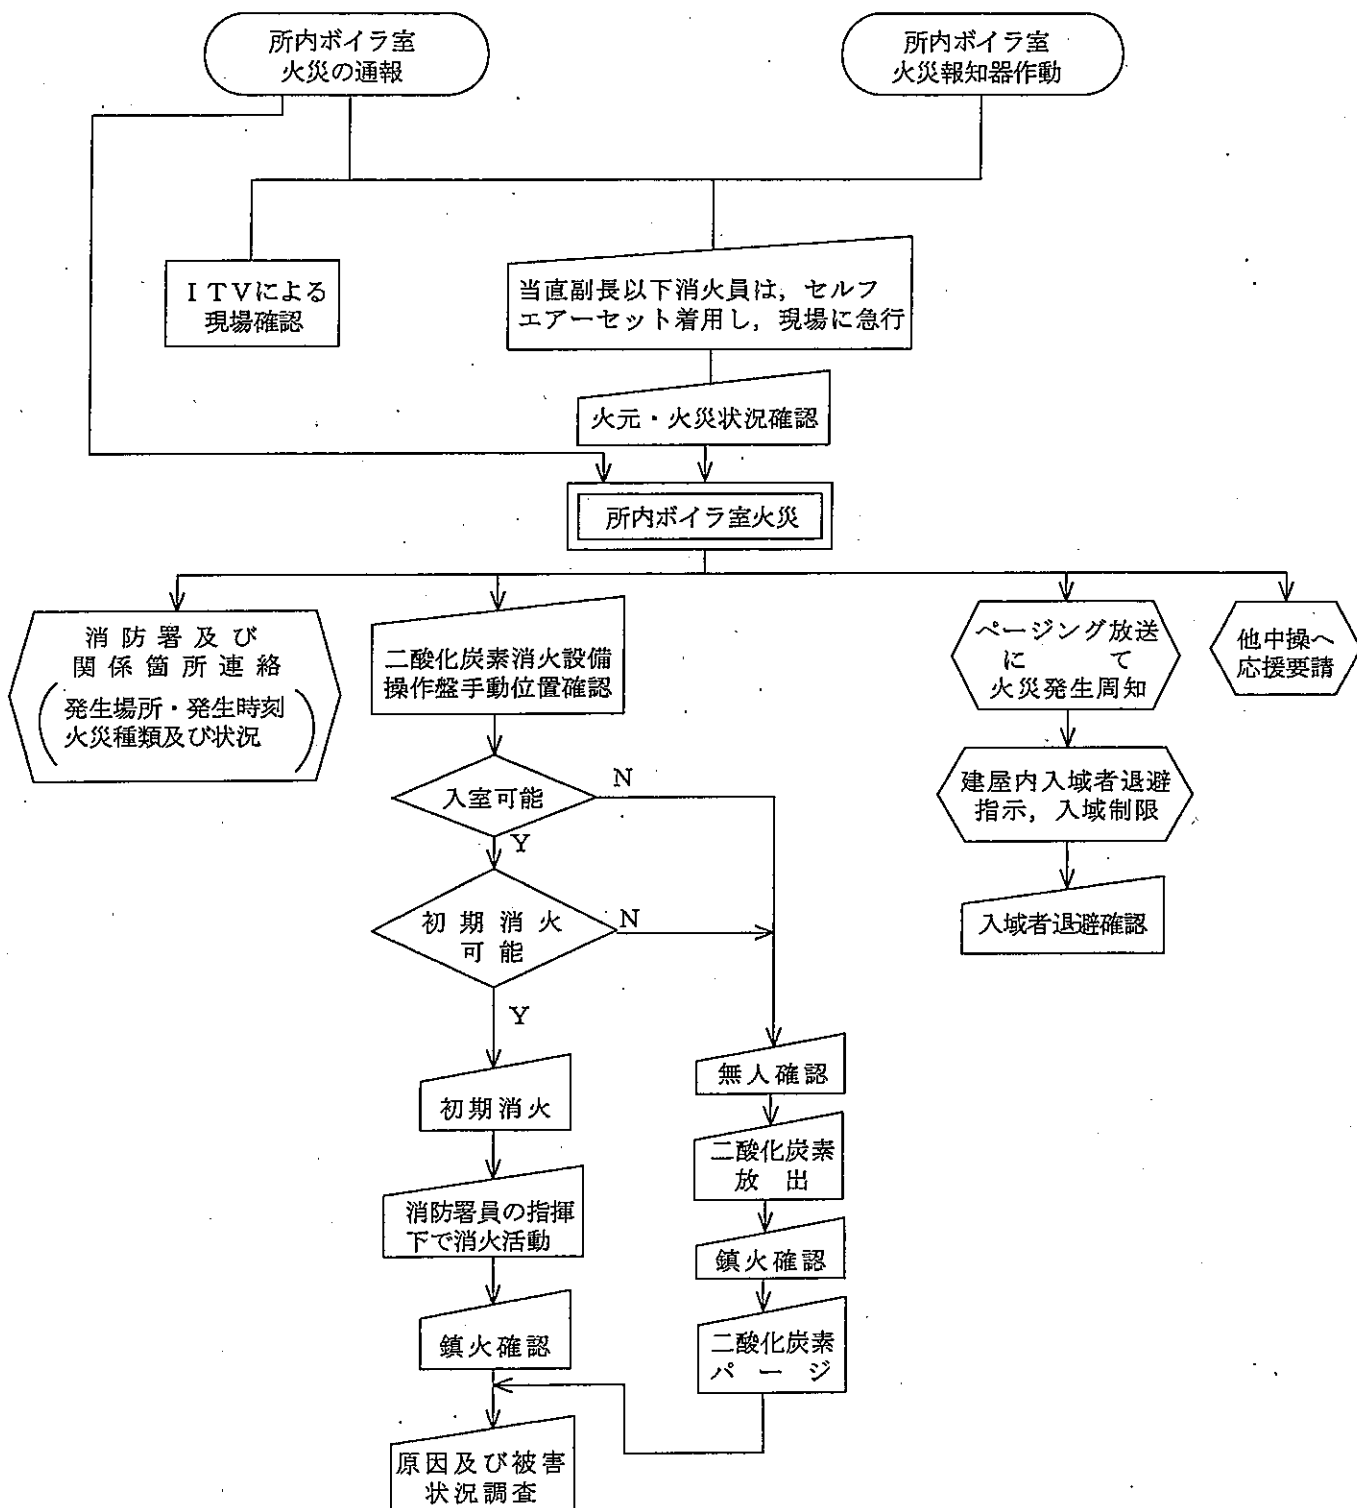 所内ボイラ室
火災の通報
所内ボイラ室
火災報知器作動
ITVによる
現場確認
当直副長以下消火員は，セルフ
エアーセット着用し，現場に急行
火元・火災状況確認
所内ボイラ室火災
消防署及び
関係箇所連絡
（発生場所・発生時刻
火災種類及び状況）
二酸化炭素消火設備
操作盤手動位置確認
ページング放送
にて
火災発生周知
他中操へ
応援要請
入室可能
N
Y
建屋内入域者退避
指示，入域制限
初期消火
可能
N
Y
入域者退避確認
初期消火
無人確認
消防署員の指揮
下で消火活動
二酸化炭素
放出
鎮火確認
鎮火確認
二酸化炭素
パージ
原因及び被害
状況調査